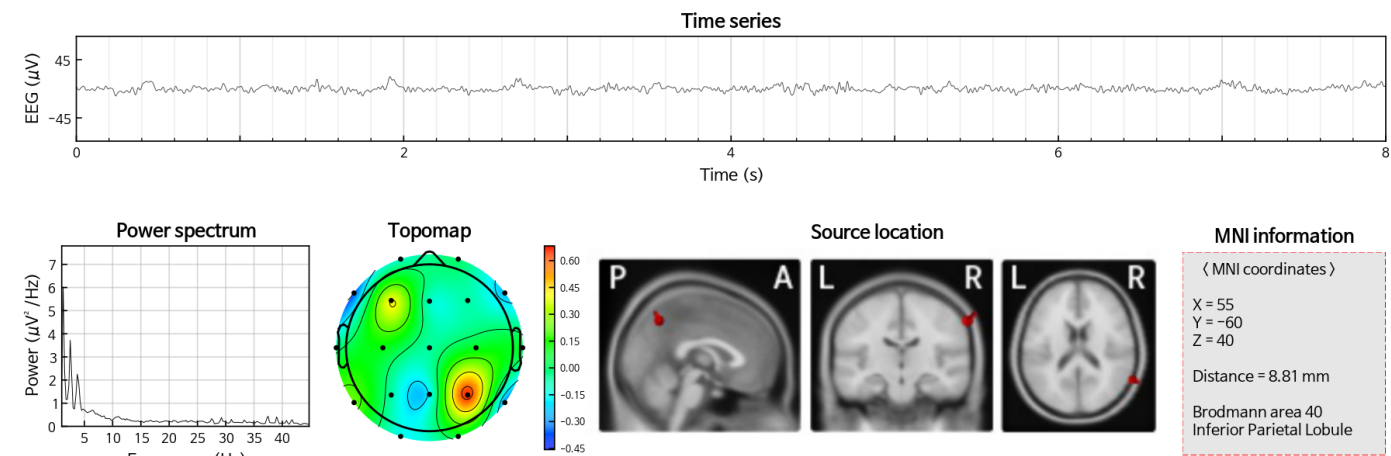 Time series
45
-45
EEG (μV)
0 2 4 6 8
Time (s)
Power spectrum
7
6
5
4
3
2
1
0
Power (μV²/Hz)
5 10 15 20 25 30 35 40
Topomap
0.60
0.45
0.30
0.15
0.00
-0.15
-0.30
-0.45
Source location
P A
L R
L R
MNI information
〈 MNI coordinates 〉
X = 55
Y = -60
Z = 40
Distance = 8.81 mm
Brodmann area 40
Inferior Parietal Lobule